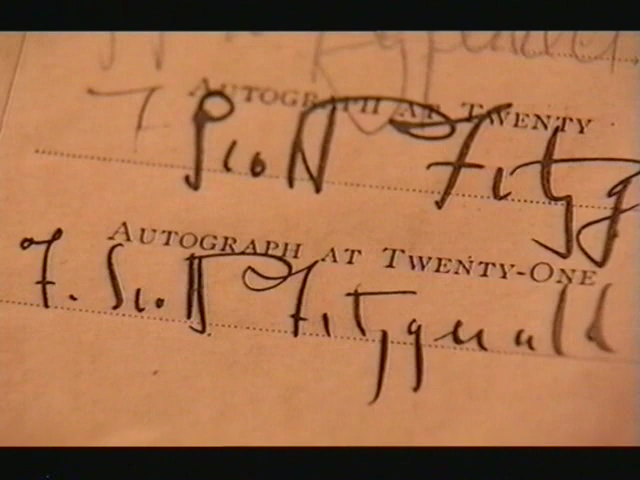 AUTOGRAPH AT TWENTY
F Scott Fitzg
AUTOGRAPH AT TWENTY-ONE
F. Scott Fitzgerald